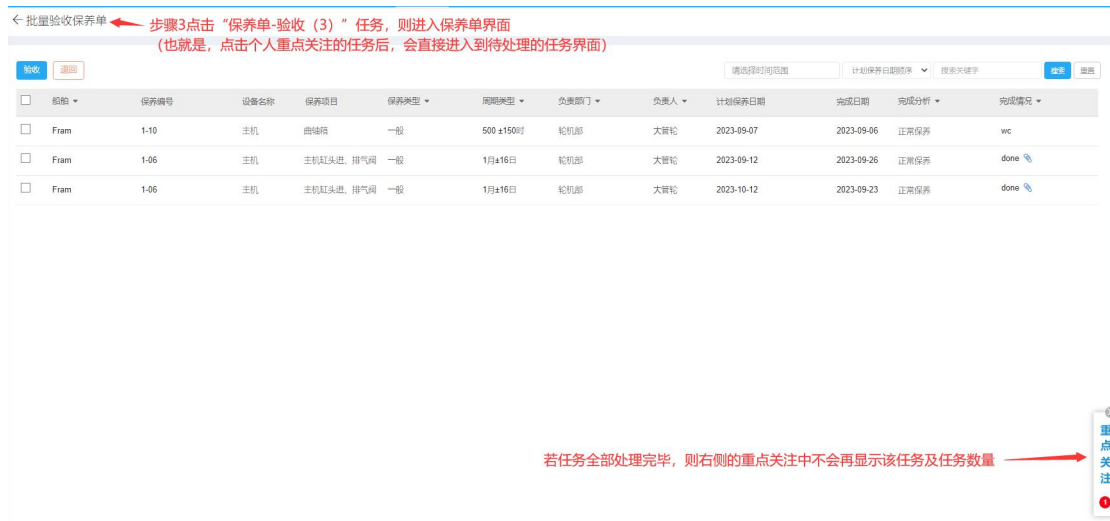 批量验收保养单
步骤3点击“保养单-验收(3)”任务,则进入保养单界面
(也就是,点击个人重点关注的任务后,会直接进入到待处理的任务界面)
验收 退回 请选择时间范围 计划保养日期顺序 搜索关键字 搜索 重置
船舶 保养编号 设备名称 保养项目 保养类型 周期类型 负责部门 负责人 计划保养日期 完成日期 完成分析 完成情况
Fram 1-10 主机 曲轴箱 一般 500 ±150时 轮机部 大管轮 2023-09-07 2023-09-06 正常保养 wc
Fram 1-06 主机 主机缸头进、排气阀 一般 1月±16日 轮机部 大管轮 2023-09-12 2023-09-26 正常保养 done
Fram 1-06 主机 主机缸头进、排气阀 一般 1月±16日 轮机部 大管轮 2023-10-12 2023-09-23 正常保养 done
若任务全部处理完毕,则右侧的重点关注中不会再显示该任务及任务数量
重点关注
1